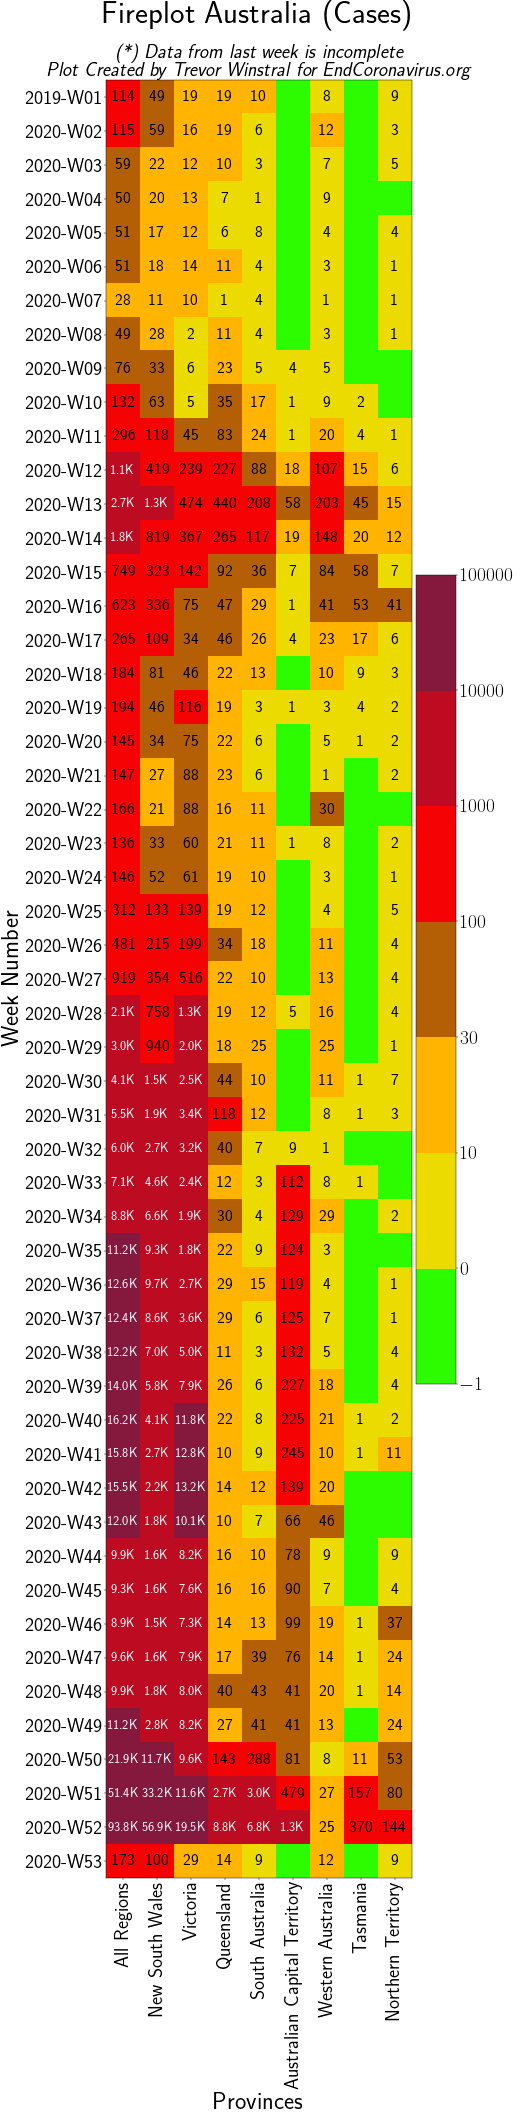 Fireplot Australia (Cases)
(*) Data from last week is incomplete
Plot Created by Trevor Winstral for EndCoronavirus.org
2019-W01 114 49 19 19 10 8 9
2020-W02 115 59 16 19 6 12 3
2020-W03 59 22 12 10 3 7 5
2020-W04 50 20 13 7 1 9
2020-W05 51 17 12 6 8 4 4
2020-W06 51 18 14 11 4 3 1
2020-W07 28 11 10 1 4 1 1
2020-W08 49 28 2 11 4 3 1
2020-W09 76 33 6 23 5 4 5
2020-W10 132 63 5 35 17 1 9 2
2020-W11 296 118 45 83 24 1 20 4 1
2020-W12 1.1K 419 239 227 88 18 107 15 6
2020-W13 2.7K 1.3K 474 440 208 58 203 45 15
2020-W14 1.8K 819 367 265 117 19 148 20 12
2020-W15 749 323 142 92 36 7 84 58 7
2020-W16 623 336 75 47 29 1 41 53 41
2020-W17 265 109 34 46 26 4 23 17 6
2020-W18 184 81 46 22 13 10 9 3
2020-W19 194 46 116 19 3 1 3 4 2
2020-W20 145 34 75 22 6 5 1 2
2020-W21 147 27 88 23 6 1 2
2020-W22 166 21 88 16 11 30
2020-W23 136 33 60 21 11 1 8 2
2020-W24 146 52 61 19 10 3 1
2020-W25 312 133 139 19 12 4 5
2020-W26 481 215 199 34 18 11 4
2020-W27 919 354 516 22 10 13 4
2020-W28 2.1K 758 1.3K 19 12 5 16 4
2020-W29 3.0K 940 2.0K 18 25 25 1
2020-W30 4.1K 1.5K 2.5K 44 10 11 1 7
2020-W31 5.5K 1.9K 3.4K 118 12 8 1 3
2020-W32 6.0K 2.7K 3.2K 40 7 9 1
2020-W33 7.1K 4.6K 2.4K 12 3 112 8 1
2020-W34 8.8K 6.6K 1.9K 30 4 129 29 2
2020-W35 11.2K 9.3K 1.8K 22 9 124 3
2020-W36 12.6K 9.7K 2.7K 29 15 119 4 1
2020-W37 12.4K 8.6K 3.6K 29 6 125 7 1
2020-W38 12.2K 7.0K 5.0K 11 3 132 5 4
2020-W39 14.0K 5.8K 7.9K 26 6 227 18 4
2020-W40 16.2K 4.1K 11.8K 22 8 225 21 1 2
2020-W41 15.8K 2.7K 12.8K 10 9 245 10 1 11
2020-W42 15.5K 2.2K 13.2K 14 12 139 20
2020-W43 12.0K 1.8K 10.1K 10 7 66 46
2020-W44 9.9K 1.6K 8.2K 16 10 78 9 9
2020-W45 9.3K 1.6K 7.6K 16 16 90 7 4
2020-W46 8.9K 1.5K 7.3K 14 13 99 19 1 37
2020-W47 9.6K 1.6K 7.9K 17 39 76 14 1 24
2020-W48 9.9K 1.8K 8.0K 40 43 41 20 1 14
2020-W49 11.2K 2.8K 8.2K 27 41 41 13 24
2020-W50 21.9K 11.7K 9.6K 143 288 81 8 11 53
2020-W51 51.4K 33.2K 11.6K 2.7K 3.0K 479 27 157 80
2020-W52 93.8K 56.9K 19.5K 8.8K 6.8K 1.3K 25 370 144
2020-W53 173 100 29 14 9 12 9
Week Number
100000
10000
1000
100
30
10
0
−1
All Regions
New South Wales
Victoria
Queensland
South Australia
Australian Capital Territory
Western Australia
Tasmania
Northern Territory
Provinces